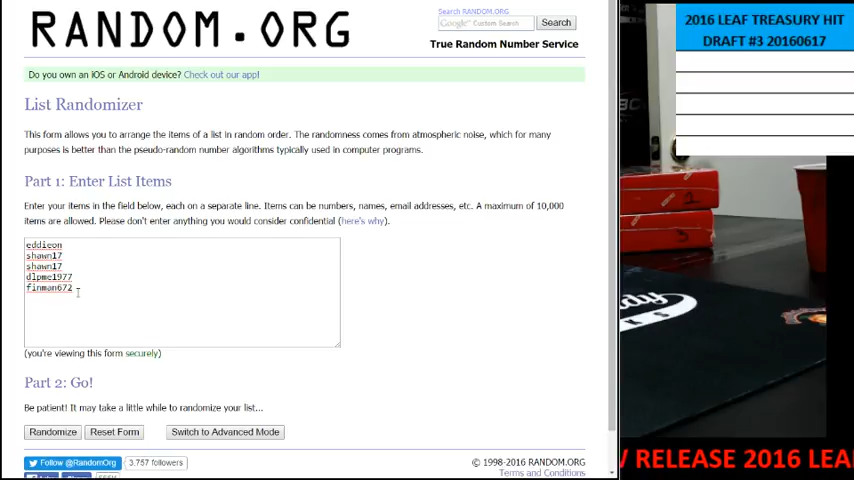 RANDOM.ORG
Search RANDOM.ORG
Google™ Custom Search
Search
True Random Number Service
Do you own an iOS or Android device? Check out our app!
List Randomizer
This form allows you to arrange the items of a list in random order. The randomness comes from atmospheric noise, which for many
purposes is better than the pseudo-random number algorithms typically used in computer programs.
Part 1: Enter List Items
Enter your items in the field below, each on a separate line. Items can be numbers, names, email addresses, etc. A maximum of 10,000
items are allowed. Please don't enter anything you would consider confidential (here's why).
eddieon
shawn17
shawn17
dlpme1977
finman672
(you're viewing this form securely)
Part 2: Go!
Be patient! It may take a little while to randomize your list...
Randomize
Reset Form
Switch to Advanced Mode
Follow @RandomOrg
3,757 followers
© 1998-2016 RANDOM.ORG
Terms and Conditions
2016 LEAF TREASURY HIT
DRAFT #3 20160617
1
3
KS
RELEASE 2016 LEA